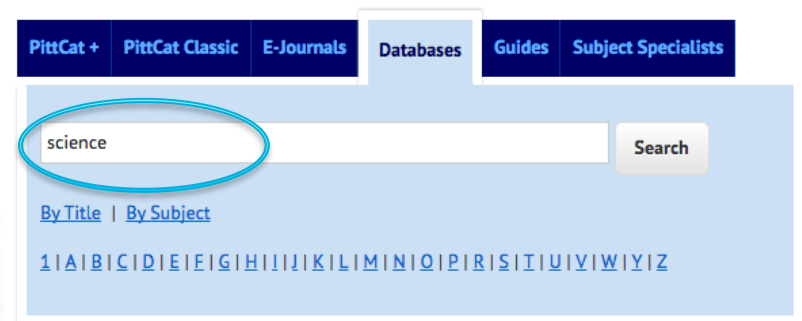 PittCat + PittCat Classic E-Journals Databases Guides Subject Specialists
science Search
By Title | By Subject
1 | A | B | C | D | E | F | G | H | I | J | K | L | M | N | O | P | R | S | T | U | V | W | Y | Z